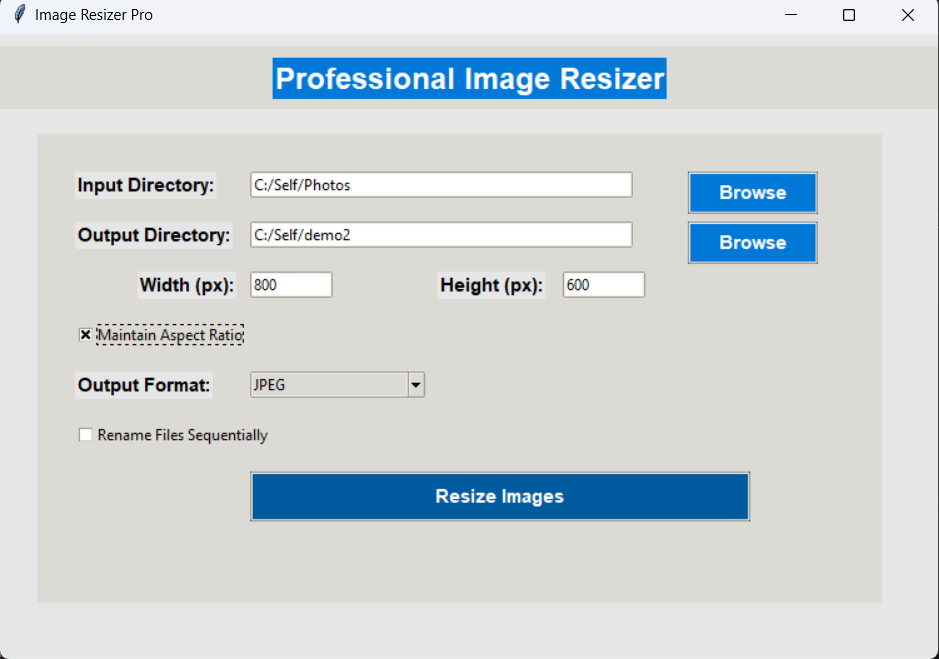 Image Resizer Pro
Professional Image Resizer
Input Directory: C:/Self/Photos Browse
Output Directory: C:/Self/demo2 Browse
Width (px): 800 Height (px): 600
Maintain Aspect Ratio
Output Format: JPEG
Rename Files Sequentially
Resize Images